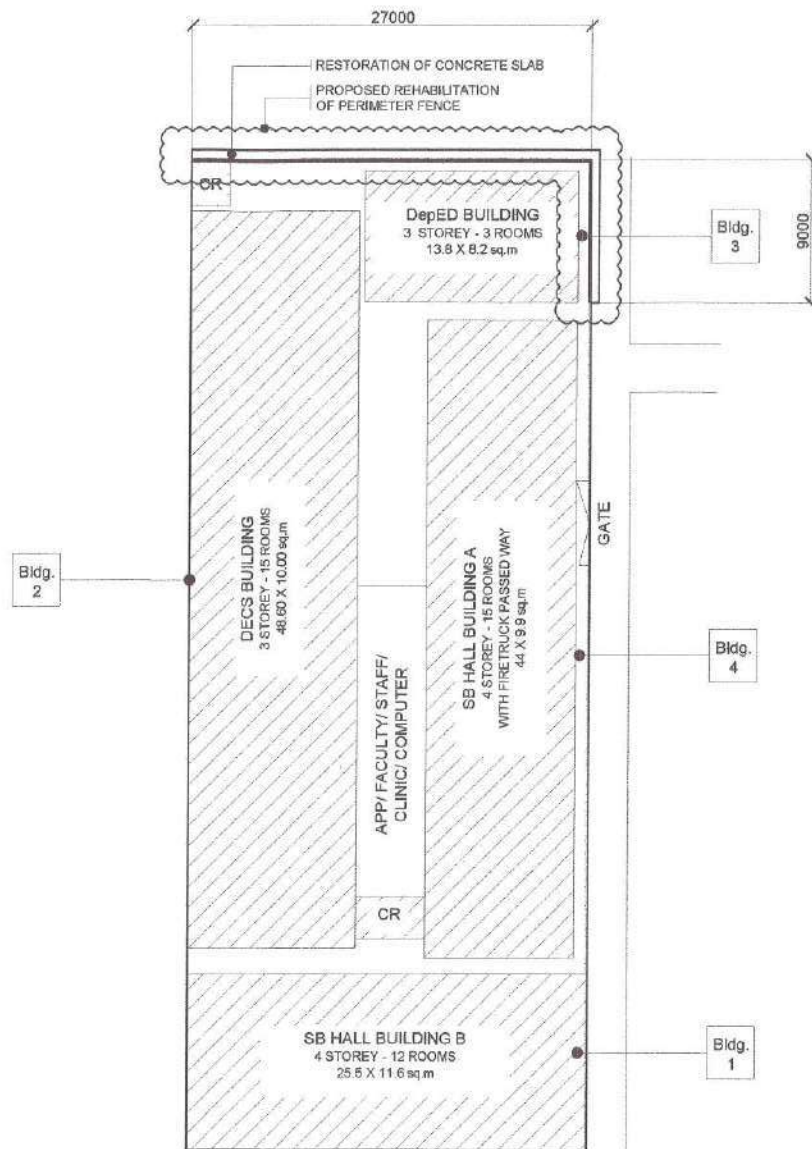 27000
RESTORATION OF CONCRETE SLAB
PROPOSED REHABILITATION
OF PERIMETER FENCE
CR
DepED BUILDING
3 STOREY - 3 ROOMS
13.8 X 8.2 sq.m
Bldg.
3
9000
DECS BUILDING
3 STOREY - 15 ROOMS
48.60 X 10.00 sq.m
SB HALL BUILDING A
4 STOREY - 15 ROOMS
WITH FIRETRUCK PASSED WAY
44 X 9.9 sq.m
GATE
Bldg.
2
APP/ FACULTY/ STAFF/
CLINIC/ COMPUTER
Bldg.
4
CR
SB HALL BUILDING B
4 STOREY - 12 ROOMS
25.5 X 11.6 sq.m
Bldg.
1